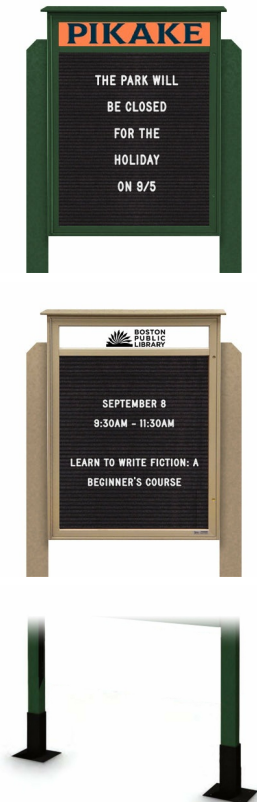 PIKAKE
THE PARK WILL
BE CLOSED
FOR THE
HOLIDAY
ON 9/5
BOSTON
PUBLIC
LIBRARY
SEPTEMBER 8
9:30AM - 11:30AM
LEARN TO WRITE FICTION: A
BEGINNER'S COURSE